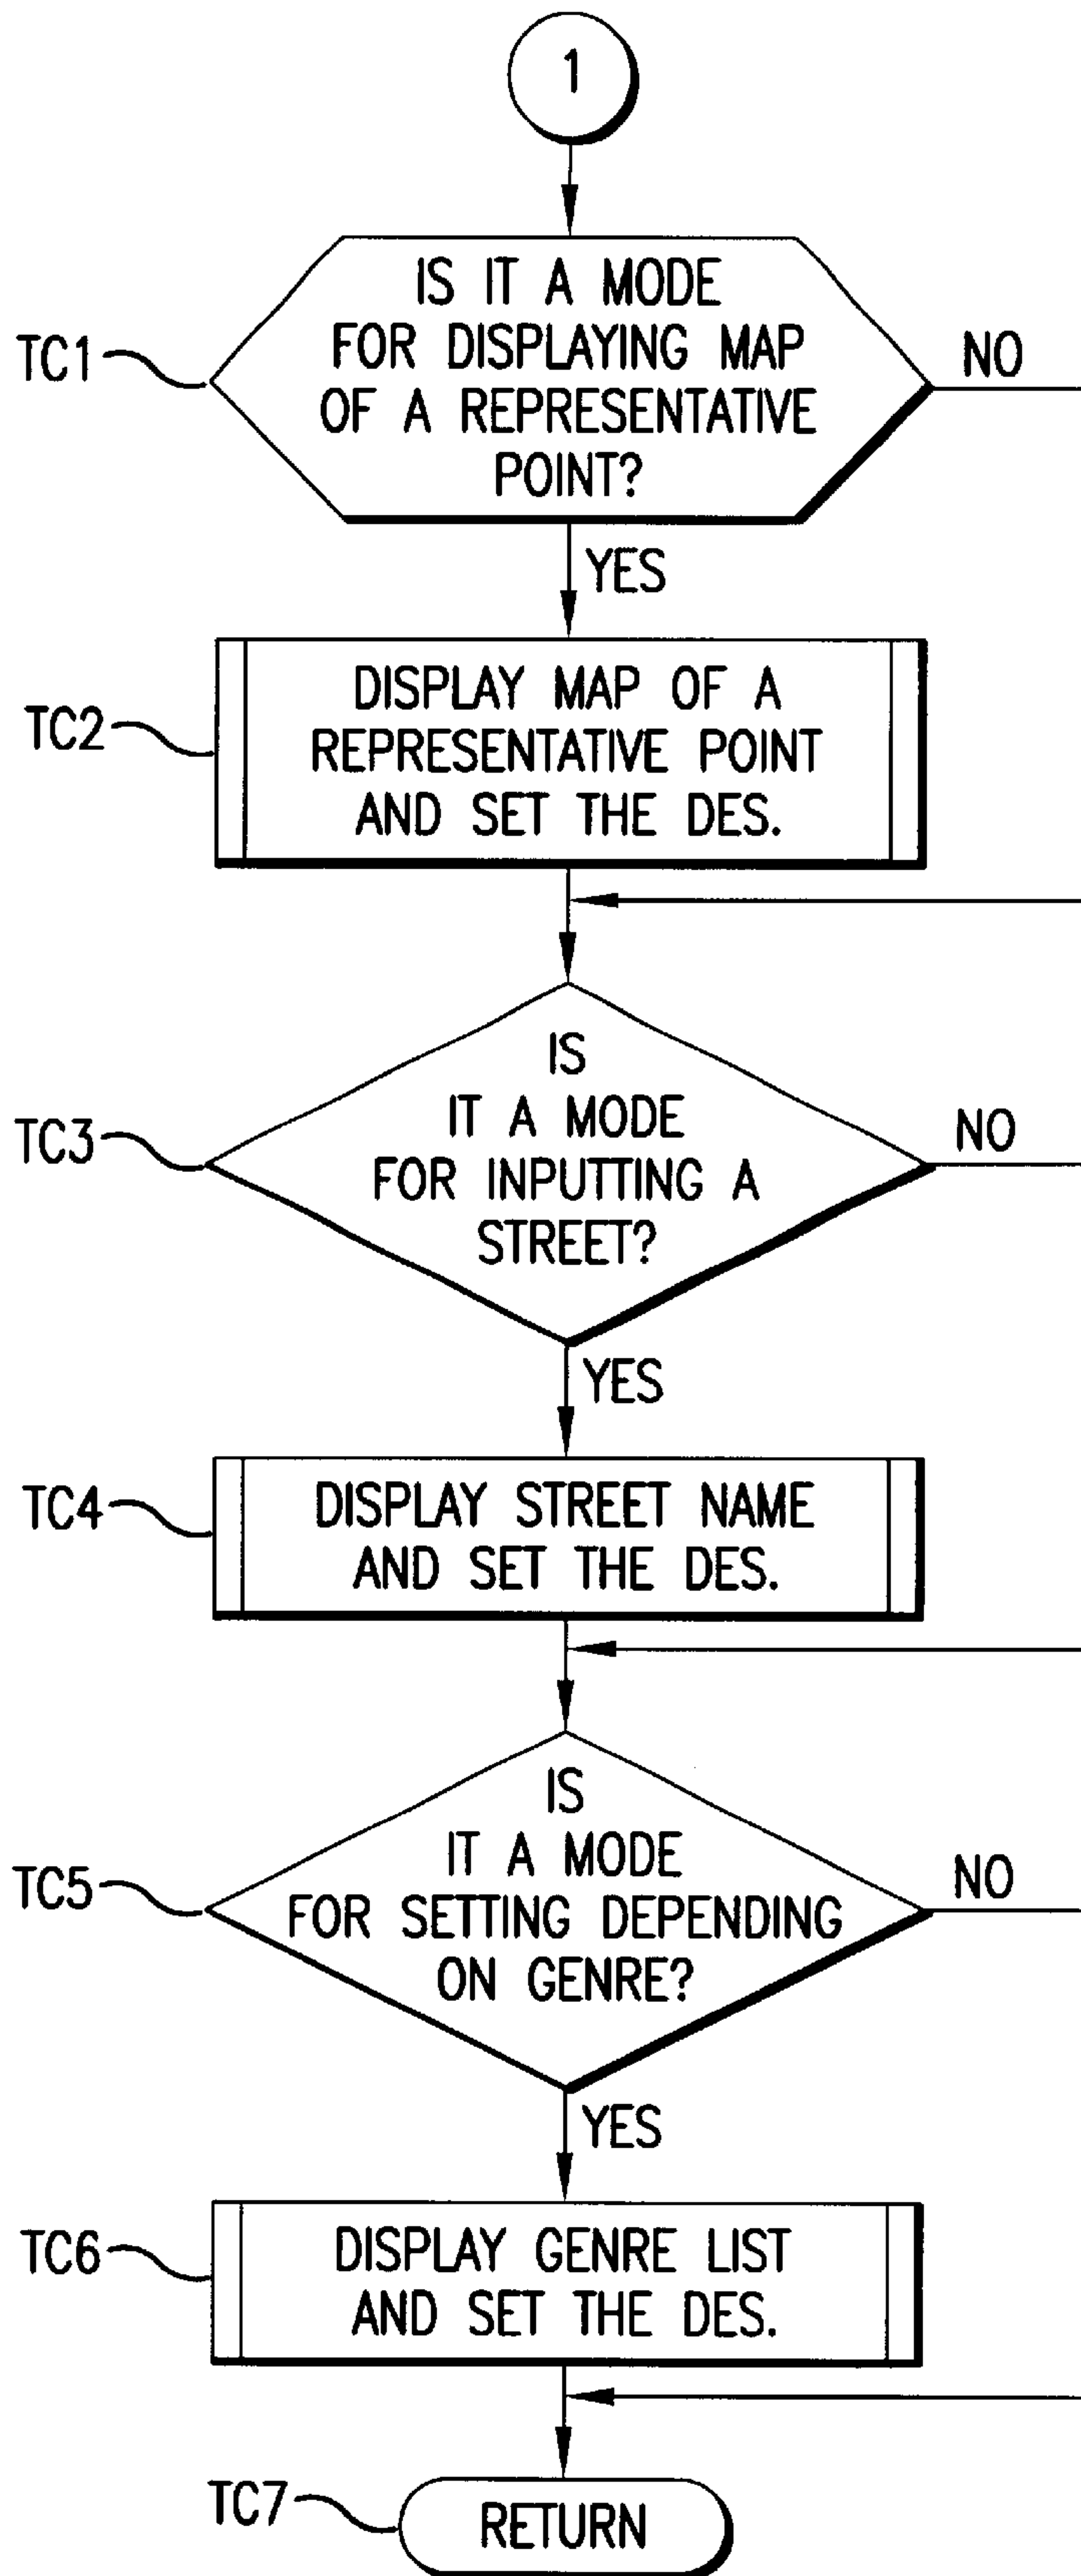 1
TC1
IS IT A MODE
FOR DISPLAYING MAP
OF A REPRESENTATIVE
POINT?
NO
YES
TC2
DISPLAY MAP OF A
REPRESENTATIVE POINT
AND SET THE DES.
TC3
IS
IT A MODE
FOR INPUTTING A
STREET?
NO
YES
TC4
DISPLAY STREET NAME
AND SET THE DES.
TC5
IS
IT A MODE
FOR SETTING DEPENDING
ON GENRE?
NO
YES
TC6
DISPLAY GENRE LIST
AND SET THE DES.
TC7
RETURN